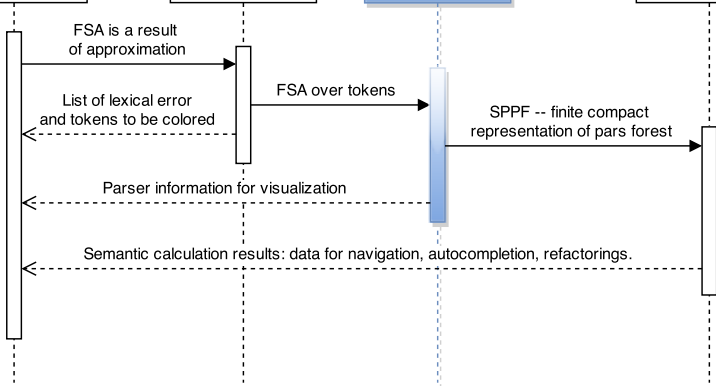 FSA is a result
of approximation
FSA over tokens
List of lexical error
and tokens to be colored
SPPF -- finite compact
representation of pars forest
Parser information for visualization
Semantic calculation results: data for navigation, autocompletion, refactorings.